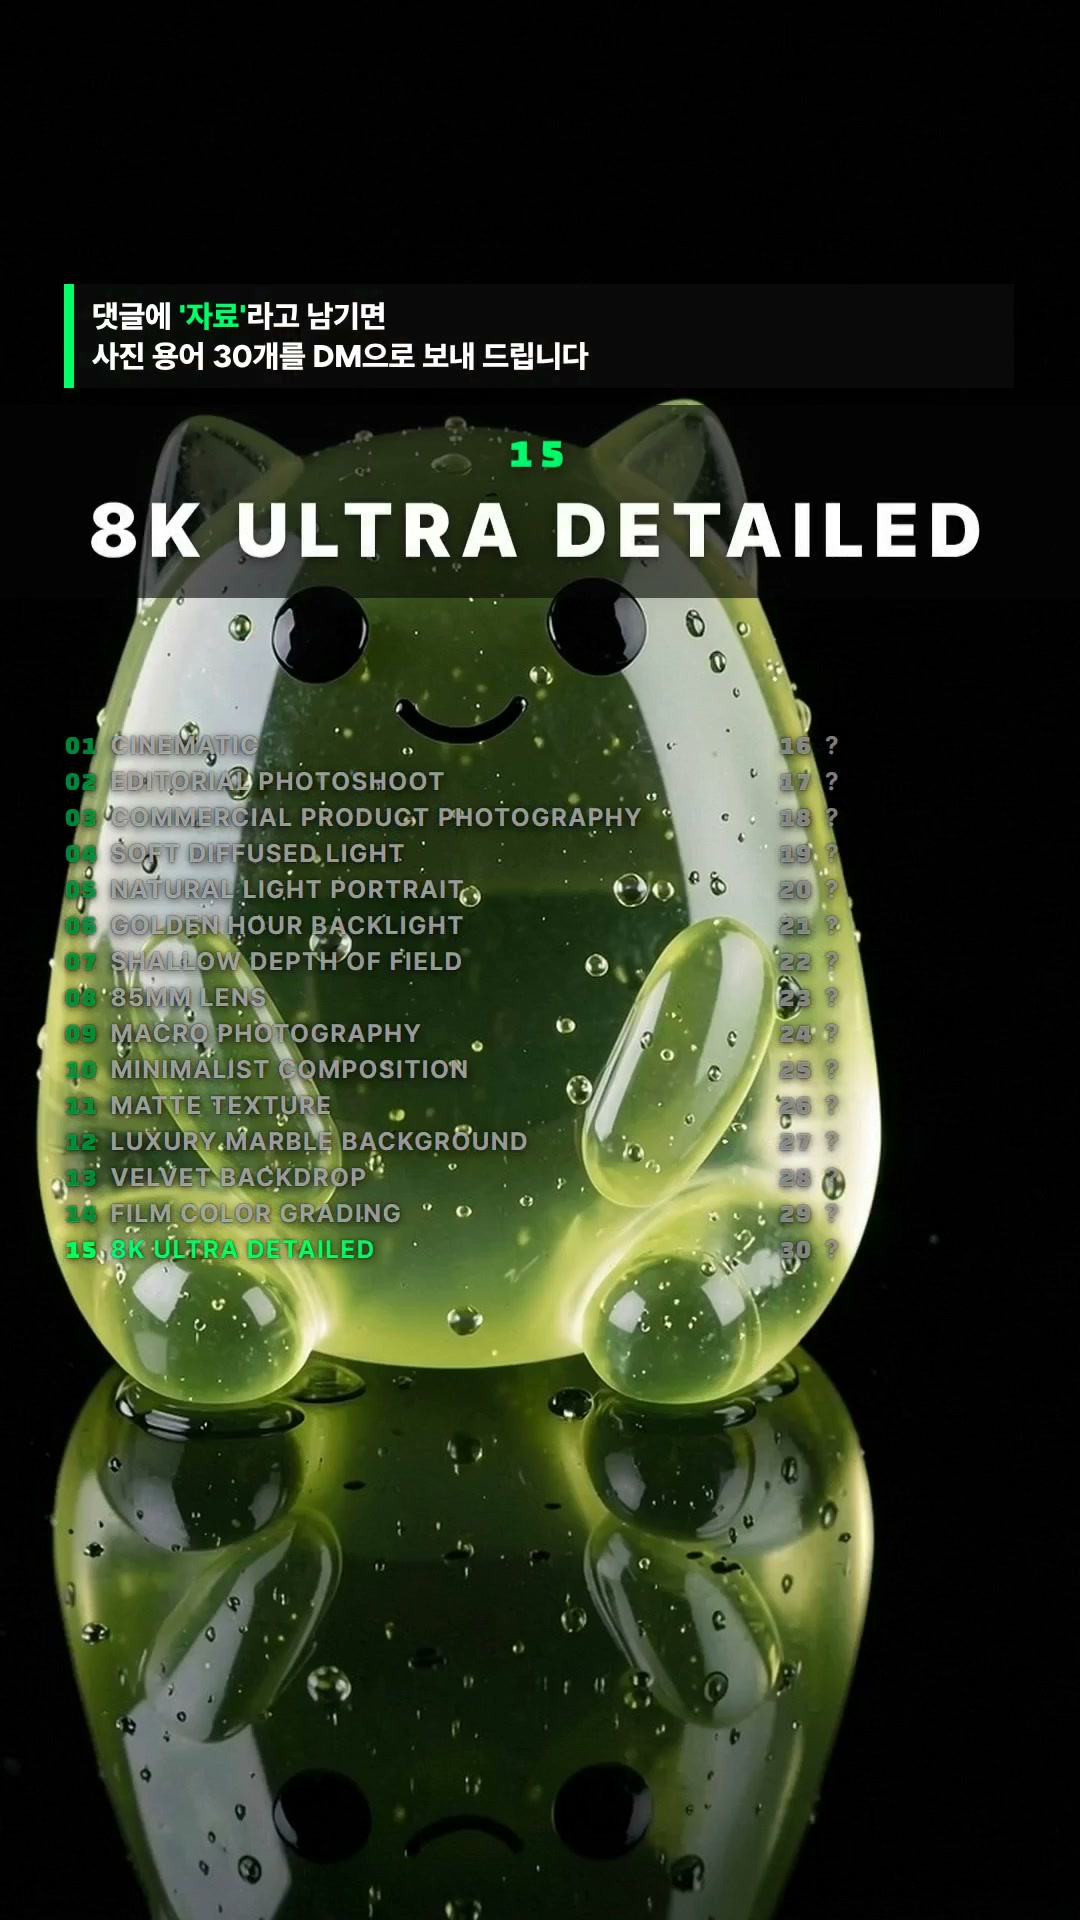 댓글에 '자료'라고 남기면
사진 용어 30개를 DM으로 보내 드립니다
15
8K ULTRA DETAILED
01 CINEMATIC
02 EDITORIAL PHOTOSHOOT
03 COMMERCIAL PRODUCT PHOTOGRAPHY
04 SOFT DIFFUSED LIGHT
05 NATURAL LIGHT PORTRAIT
06 GOLDEN HOUR BACKLIGHT
07 SHALLOW DEPTH OF FIELD
08 85MM LENS
09 MACRO PHOTOGRAPHY
10 MINIMALIST COMPOSITION
11 MATTE TEXTURE
12 LUXURY MARBLE BACKGROUND
13 VELVET BACKDROP
14 FILM COLOR GRADING
15 8K ULTRA DETAILED
16 ?
17 ?
18 ?
19 ?
20 ?
21 ?
22 ?
23 ?
24 ?
25 ?
26 ?
27 ?
28 ?
29 ?
30 ?